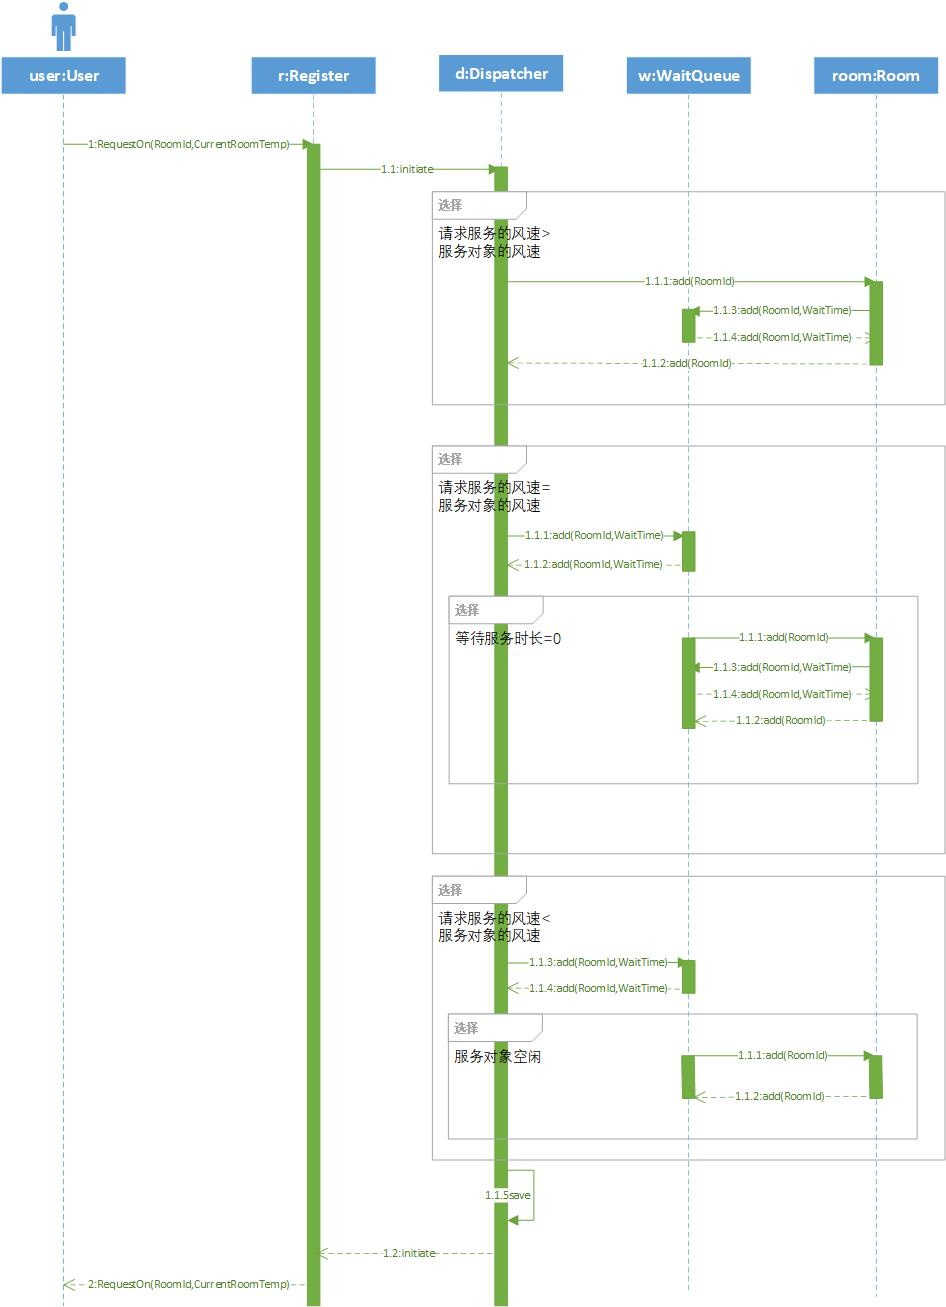 user:User
r:Register
d:Dispatcher
w:WaitQueue
room:Room
1:RequestOn(RoomId,CurrentRoomTemp)
1.1:initiate
选择
请求服务的风速>
服务对象的风速
1.1.1:add(RoomId)
1.1.3:add(RoomId,WaitTime)
1.1.4:add(RoomId,WaitTime)
1.1.2:add(RoomId)
选择
请求服务的风速=
服务对象的风速
1.1.1:add(RoomId,WaitTime)
1.1.2:add(RoomId,WaitTime)
选择
等待服务时长=0
1.1.1:add(RoomId)
1.1.3:add(RoomId,WaitTime)
1.1.4:add(RoomId,WaitTime)
1.1.2:add(RoomId)
选择
请求服务的风速<
服务对象的风速
1.1.3:add(RoomId,WaitTime)
1.1.4:add(RoomId,WaitTime)
选择
服务对象空闲
1.1.1:add(RoomId)
1.1.2:add(RoomId)
1.1.5save
1.2:initiate
2:RequestOn(RoomId,CurrentRoomTemp)